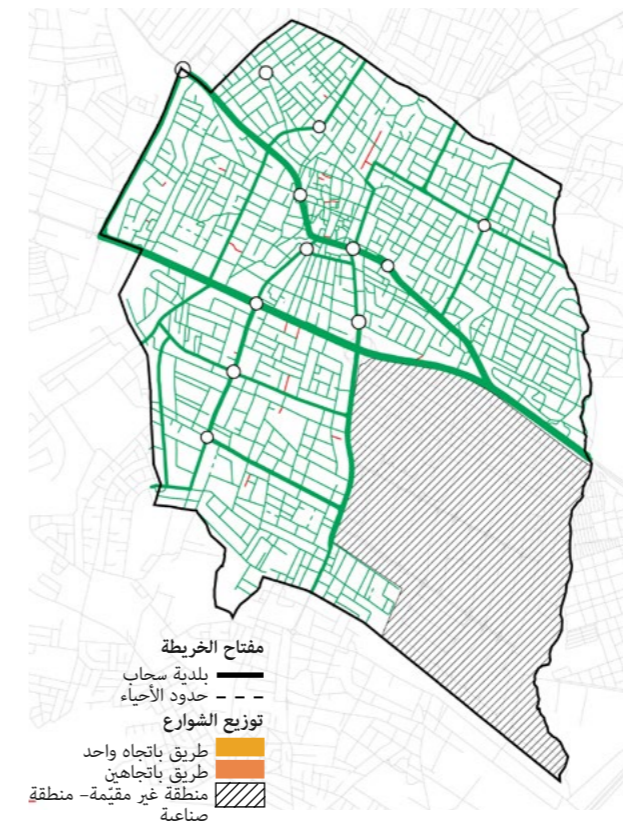 مفتاح الخريطة
بلدية سحاب
حدود الأحياء
توزيع الشوارع
طريق باتجاه واحد
طريق باتجاهين
منطقة غير مقيّمة– منطقة
صناعية